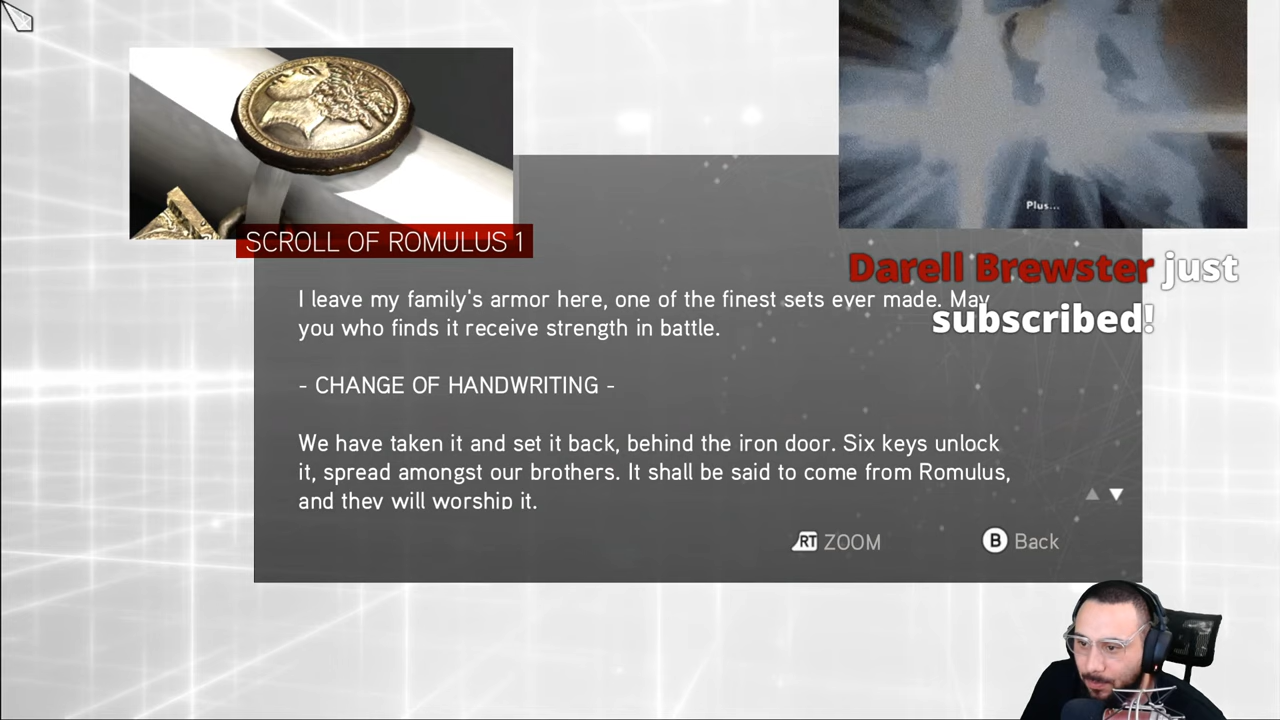 Plus...
SCROLL OF ROMULUS 1
Darell Brewster just
subscribed!
I leave my family's armor here, one of the finest sets ever made. May
you who finds it receive strength in battle.
- CHANGE OF HANDWRITING -
We have taken it and set it back, behind the iron door. Six keys unlock
it, spread amongst our brothers. It shall be said to come from Romulus,
and they will worship it.
RT ZOOM
B Back